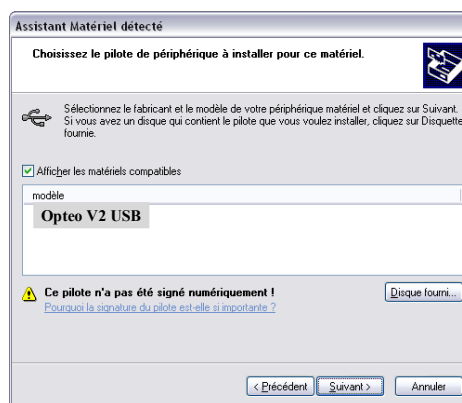 Assistant Matériel détecté
Choisissez le pilote de périphérique à installer pour ce matériel.
Sélectionnez le fabricant et le modèle de votre périphérique matériel et cliquez sur Suivant.
Si vous avez un disque qui contient le pilote que vous voulez installer, cliquez sur Disquette
fournie.
Afficher les matériels compatibles
modèle
Opteo V2 USB
Ce pilote n'a pas été signé numériquement !
Disque fourni...
Pourquoi la signature du pilote est-elle si importante ?
< Précédent
Suivant >
Annuler